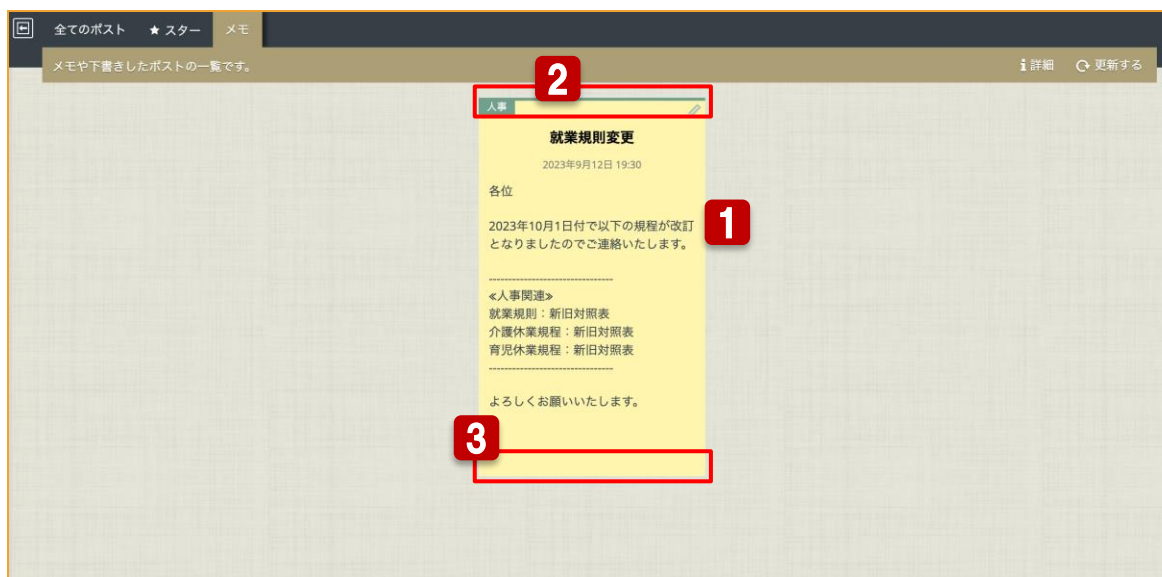 全てのポスト ★ スター メモ
メモや下書きしたポストの一覧です。 i 詳細 更新する
2
人事
就業規則変更
2023年9月12日 19:30
各位
1
2023年10月1日付で以下の規程が改訂
となりましたのでご連絡いたします。
--------------------------------
≪人事関連≫
就業規則：新旧対照表
介護休業規程：新旧対照表
育児休業規程：新旧対照表
--------------------------------
よろしくお願いいたします。
3